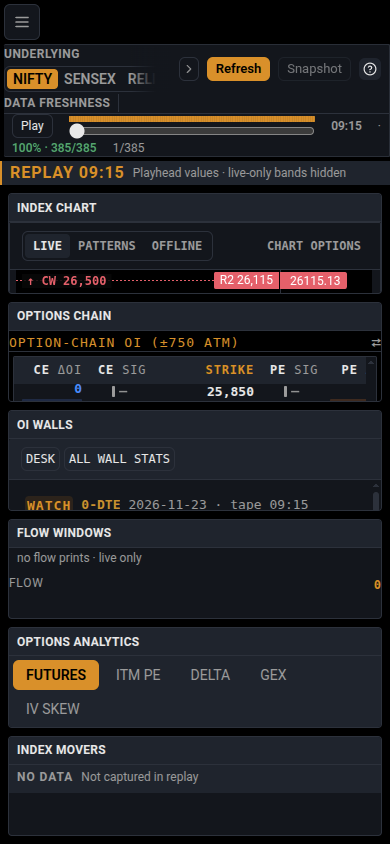 UNDERLYING
NIFTY SENSEX REL
Refresh Snapshot
DATA FRESHNESS
Play 09:15
100% · 385/385 1/385
REPLAY 09:15 Playhead values · live-only bands hidden
INDEX CHART
LIVE PATTERNS OFFLINE CHART OPTIONS
↑ CW 26,500 R2 26,115 26115.13
OPTIONS CHAIN
OPTION-CHAIN OI (±750 ATM) ⇄
CE ΔOI CE SIG STRIKE PE SIG PE
0 — 25,850 —
OI WALLS
DESK ALL WALL STATS
WATCH 0-DTE 2026-11-23 · tape 09:15
FLOW WINDOWS
no flow prints · live only
FLOW 0
OPTIONS ANALYTICS
FUTURES ITM PE DELTA GEX
IV SKEW
INDEX MOVERS
NO DATA Not captured in replay